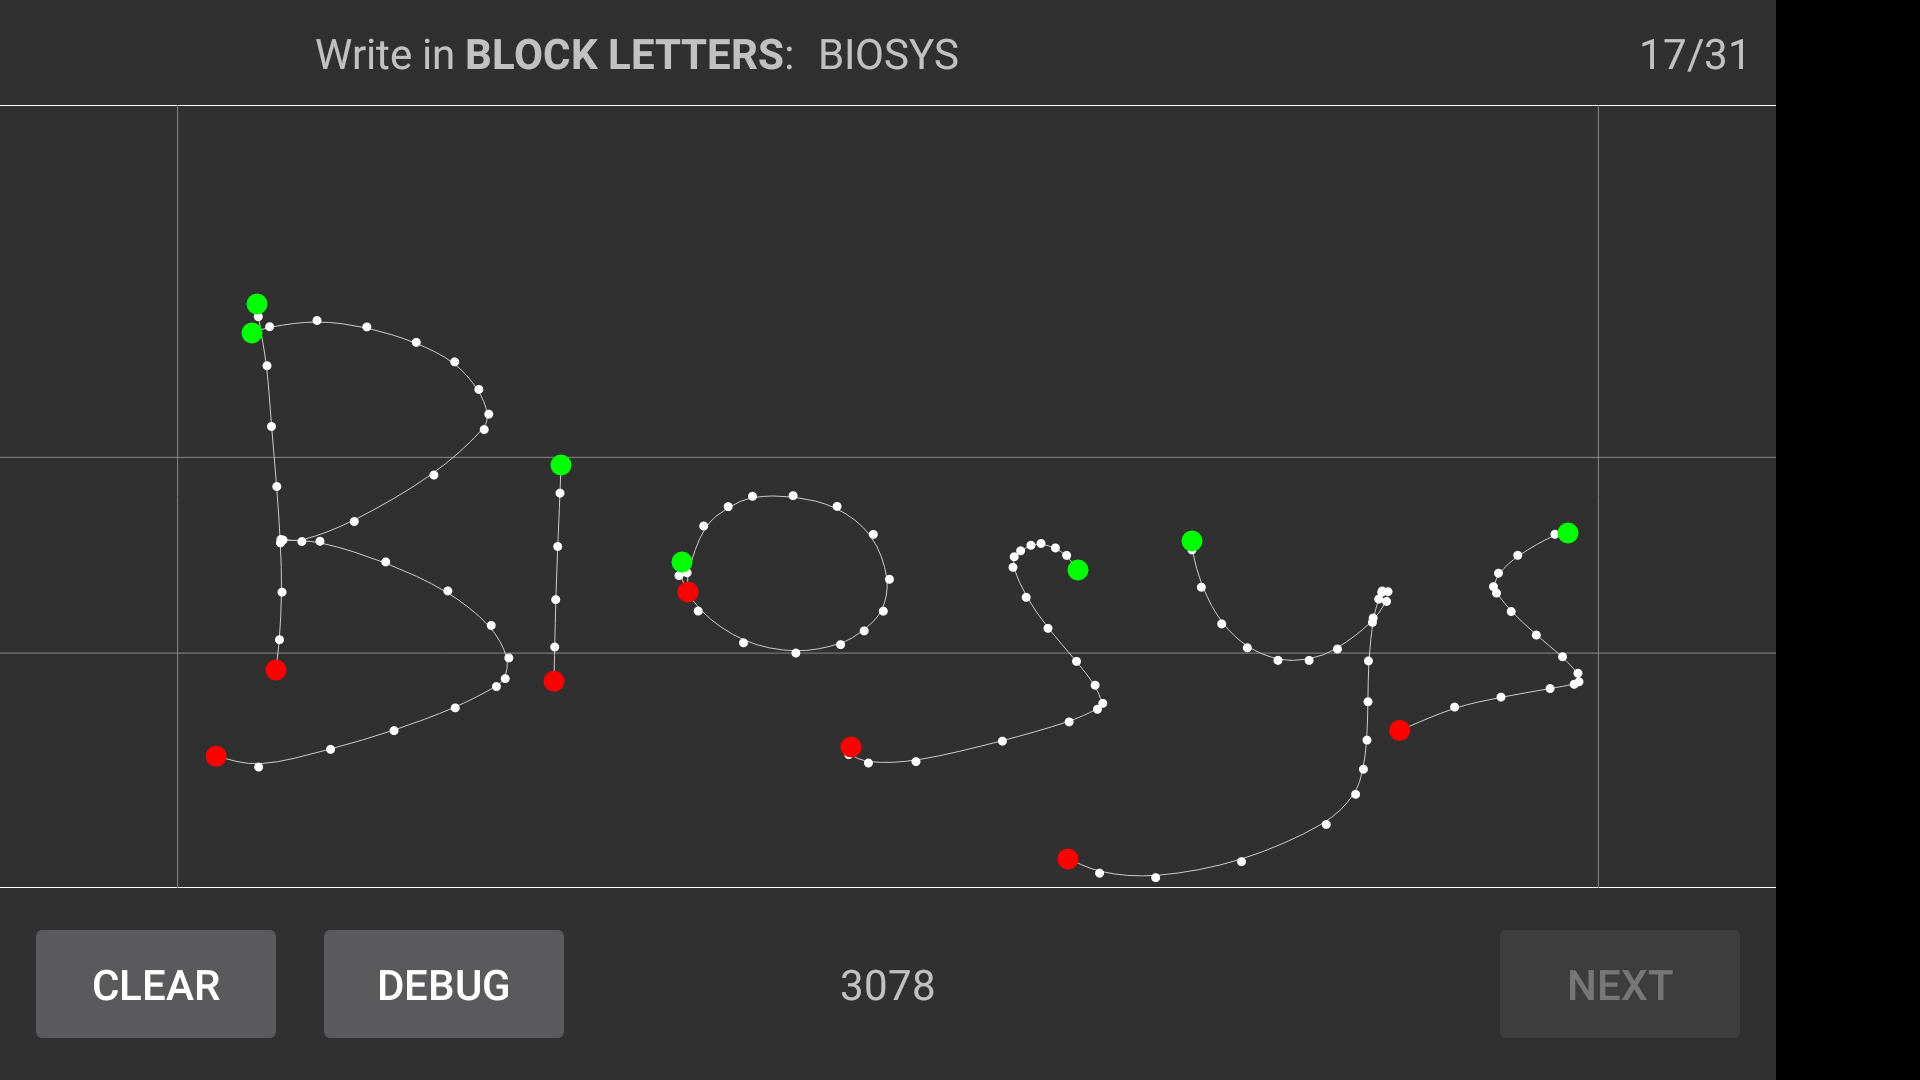 Write in BLOCK LETTERS: BIOSYS
17/31
BIOSyS
CLEAR
DEBUG
3078
NEXT